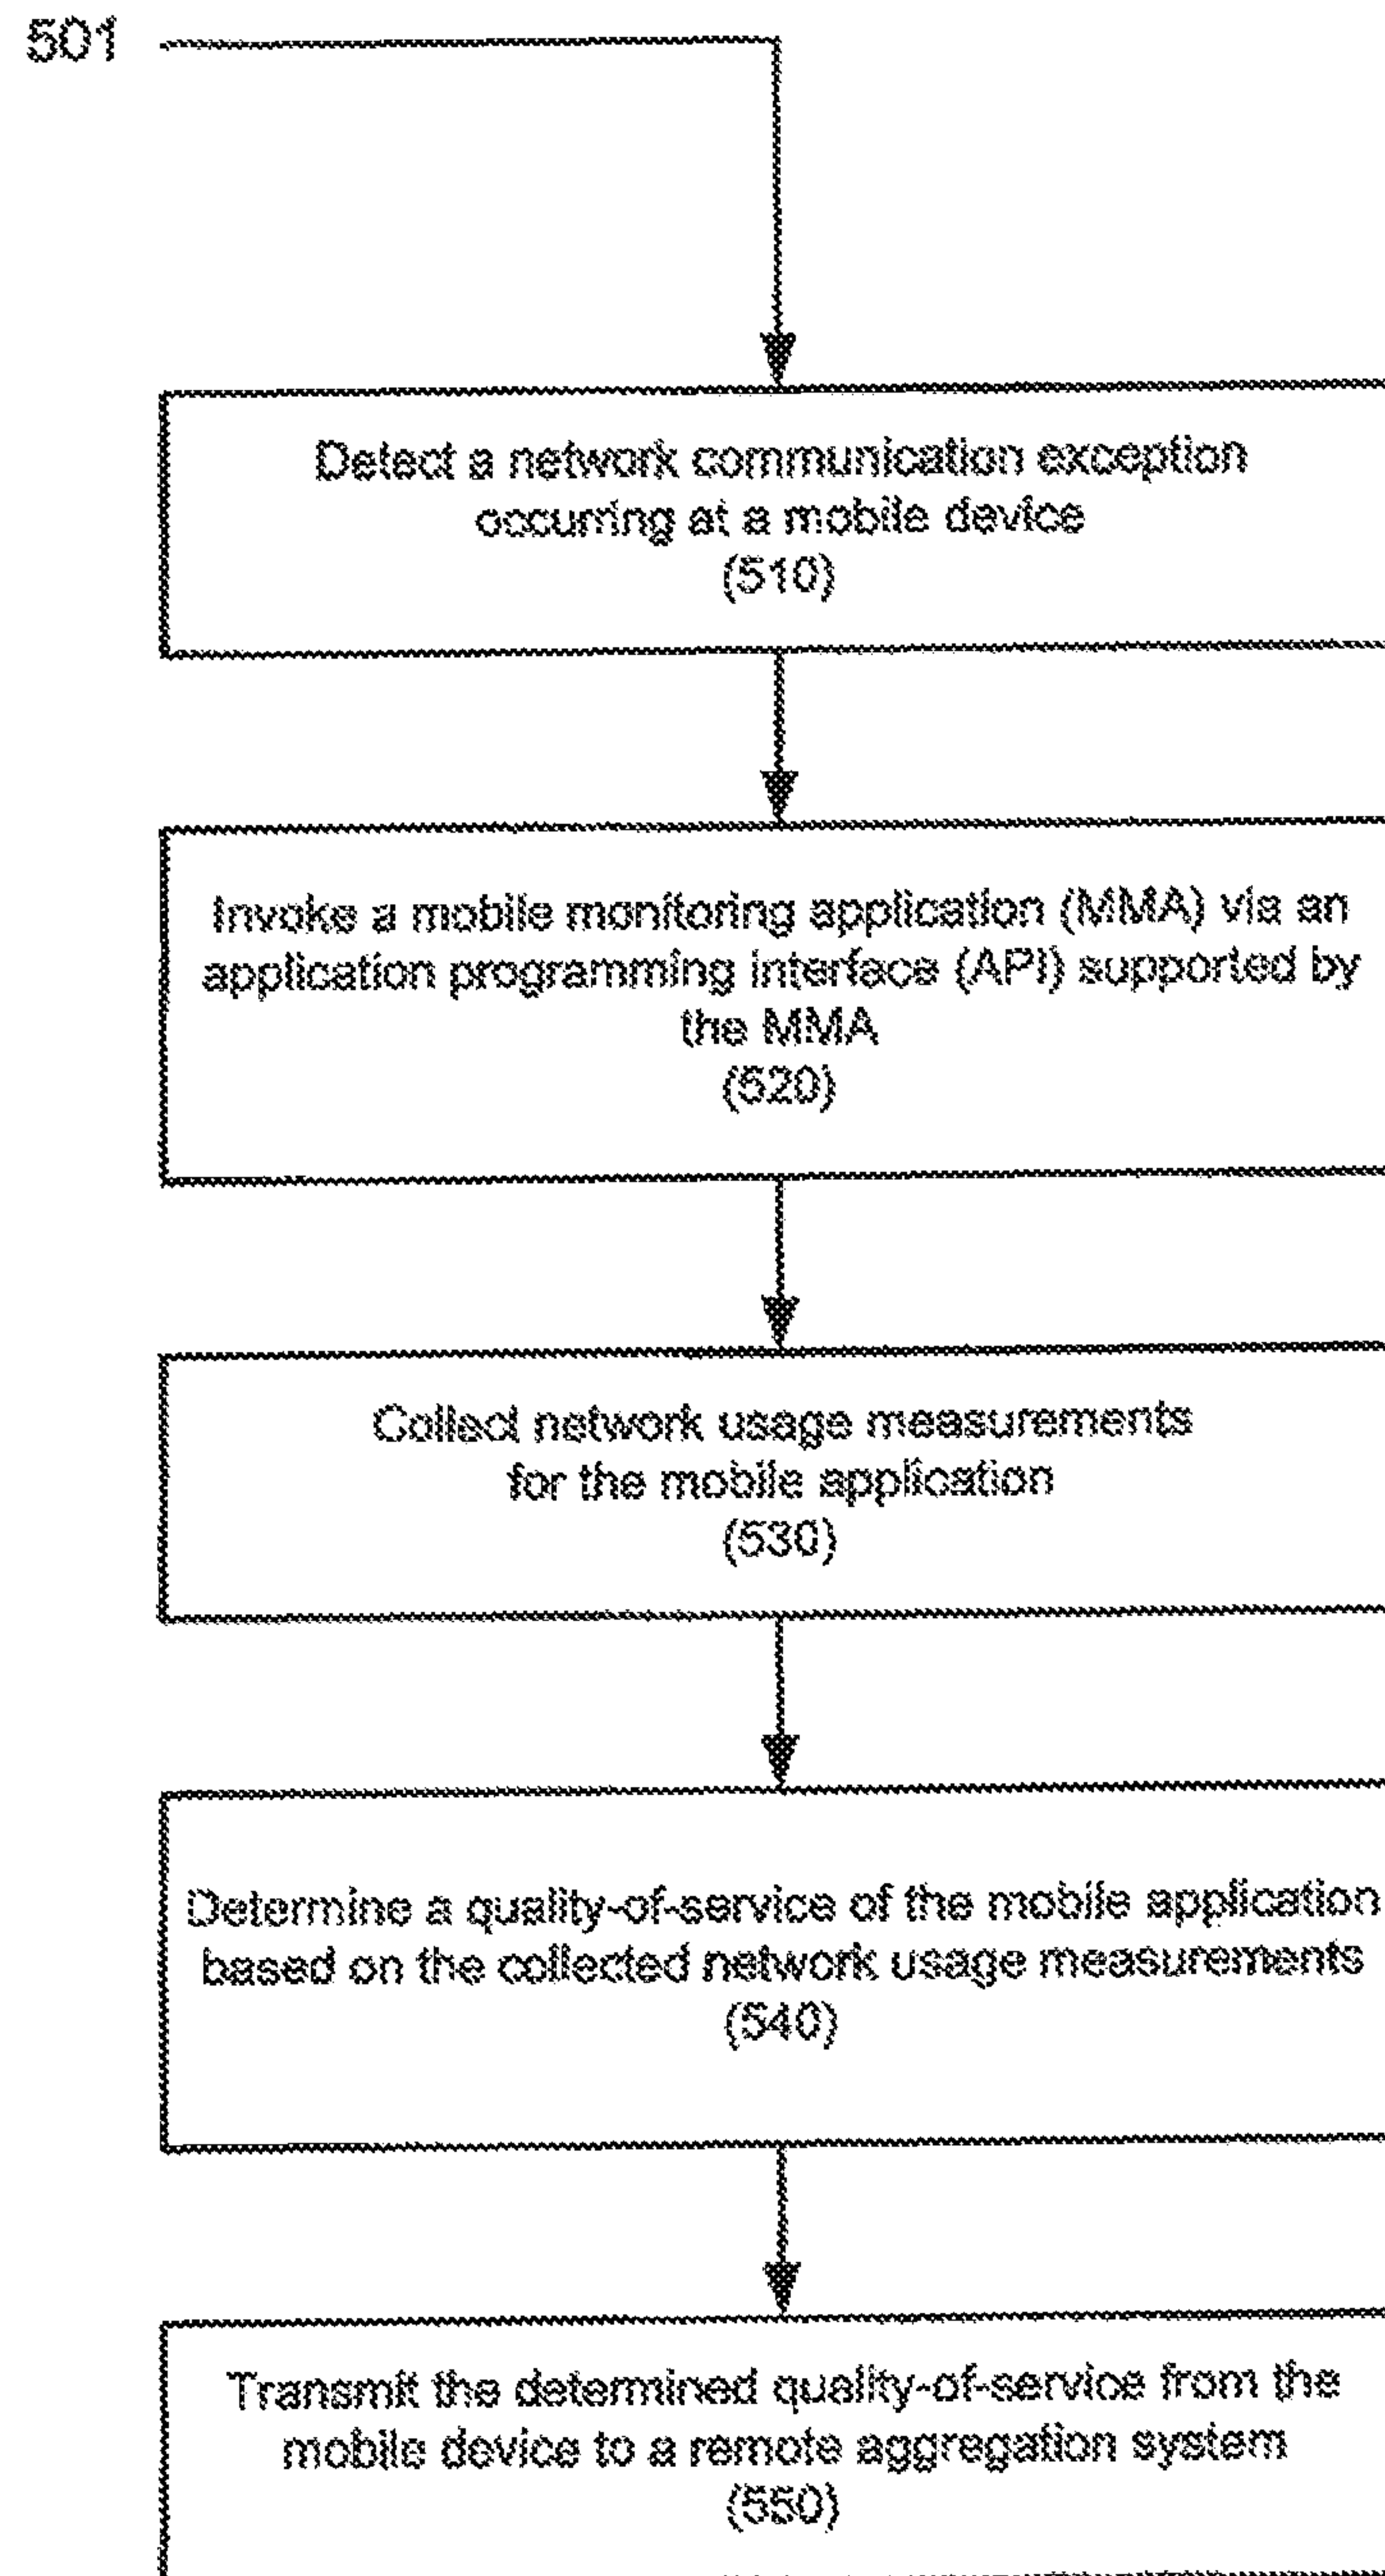 501
Detect a network communication exception
occurring at a mobile device
(510)
Invoke a mobile monitoring application (MMA) via an
application programming interface (API) supported by
the MMA
(520)
Collect network usage measurements
for the mobile application
(530)
Determine a quality-of-service of the mobile application
based on the collected network usage measurements
(540)
Transmit the determined quality-of-service from the
mobile device to a remote aggregation system
(550)